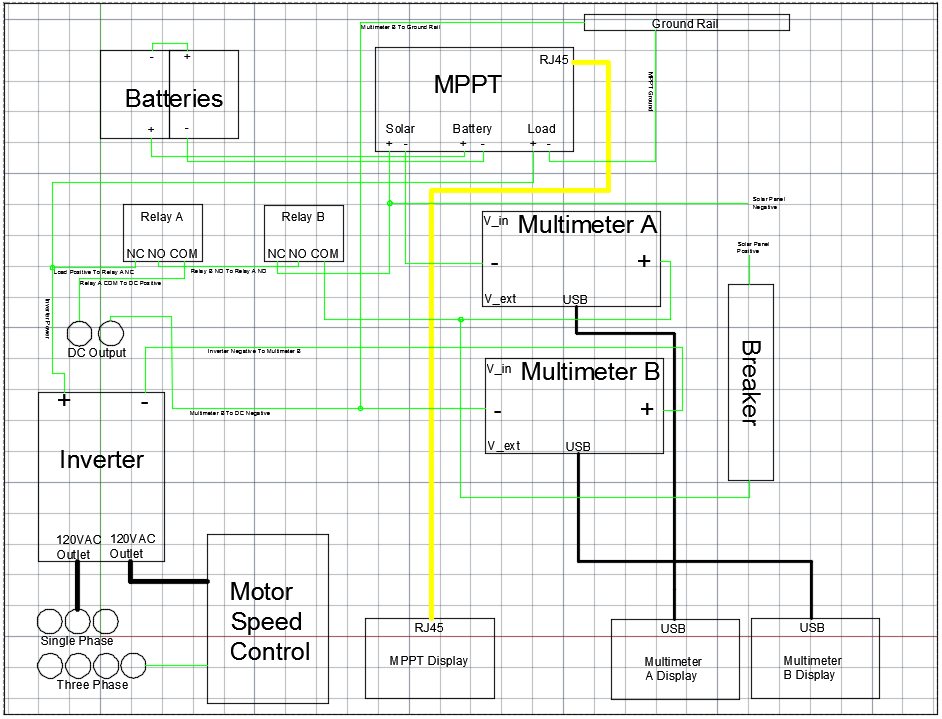 Multimeter B To Ground Rail
Ground Rail
- +
Batteries
+ -
RJ45
MPPT
Solar Battery Load
+ - + - + -
MPPT Ground
Solar Panel
Negative
Relay A
NC NO COM
Relay B
NC NO COM
V_in
Multimeter A
- +
V_ext
USB
Solar Panel
Positive
Load Positive To Relay A NC
Relay B NO To Relay A NO
Relay A COM To DC Positive
Inverter Power
DC Output
Breaker
Inverter Negative To Multimeter B
V_in
Multimeter B
- +
V_ext
USB
Multimeter B To DC Negative
+ -
Inverter
120VAC
Outlet
120VAC
Outlet
Motor
Speed
Control
Single Phase
Three Phase
RJ45
MPPT Display
USB
Multimeter
A Display
USB
Multimeter
B Display